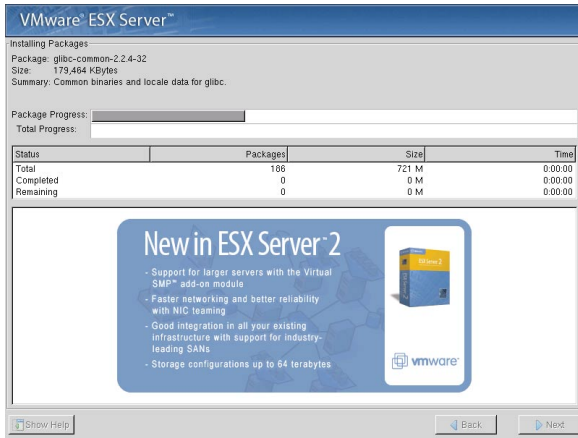 VMware® ESX Server™
Installing Packages
Package: glibc-common-2.2.4-32
Size: 179,464 KBytes
Summary: Common binaries and locale data for glibc.
Package Progress:
Total Progress:
Status Packages Size Time
Total 186 721 M 0:00:00
Completed 0 0 M 0:00:00
Remaining 0 0 M 0:00:00
New in ESX Server™2
- Support for larger servers with the Virtual
SMP™ add-on module
- Faster networking and better reliability
with NIC teaming
- Good integration in all your existing
infrastructure with support for industry-
leading SANs
- Storage configurations up to 64 terabytes
ESX Server 2
vmware®
Show Help Back Next